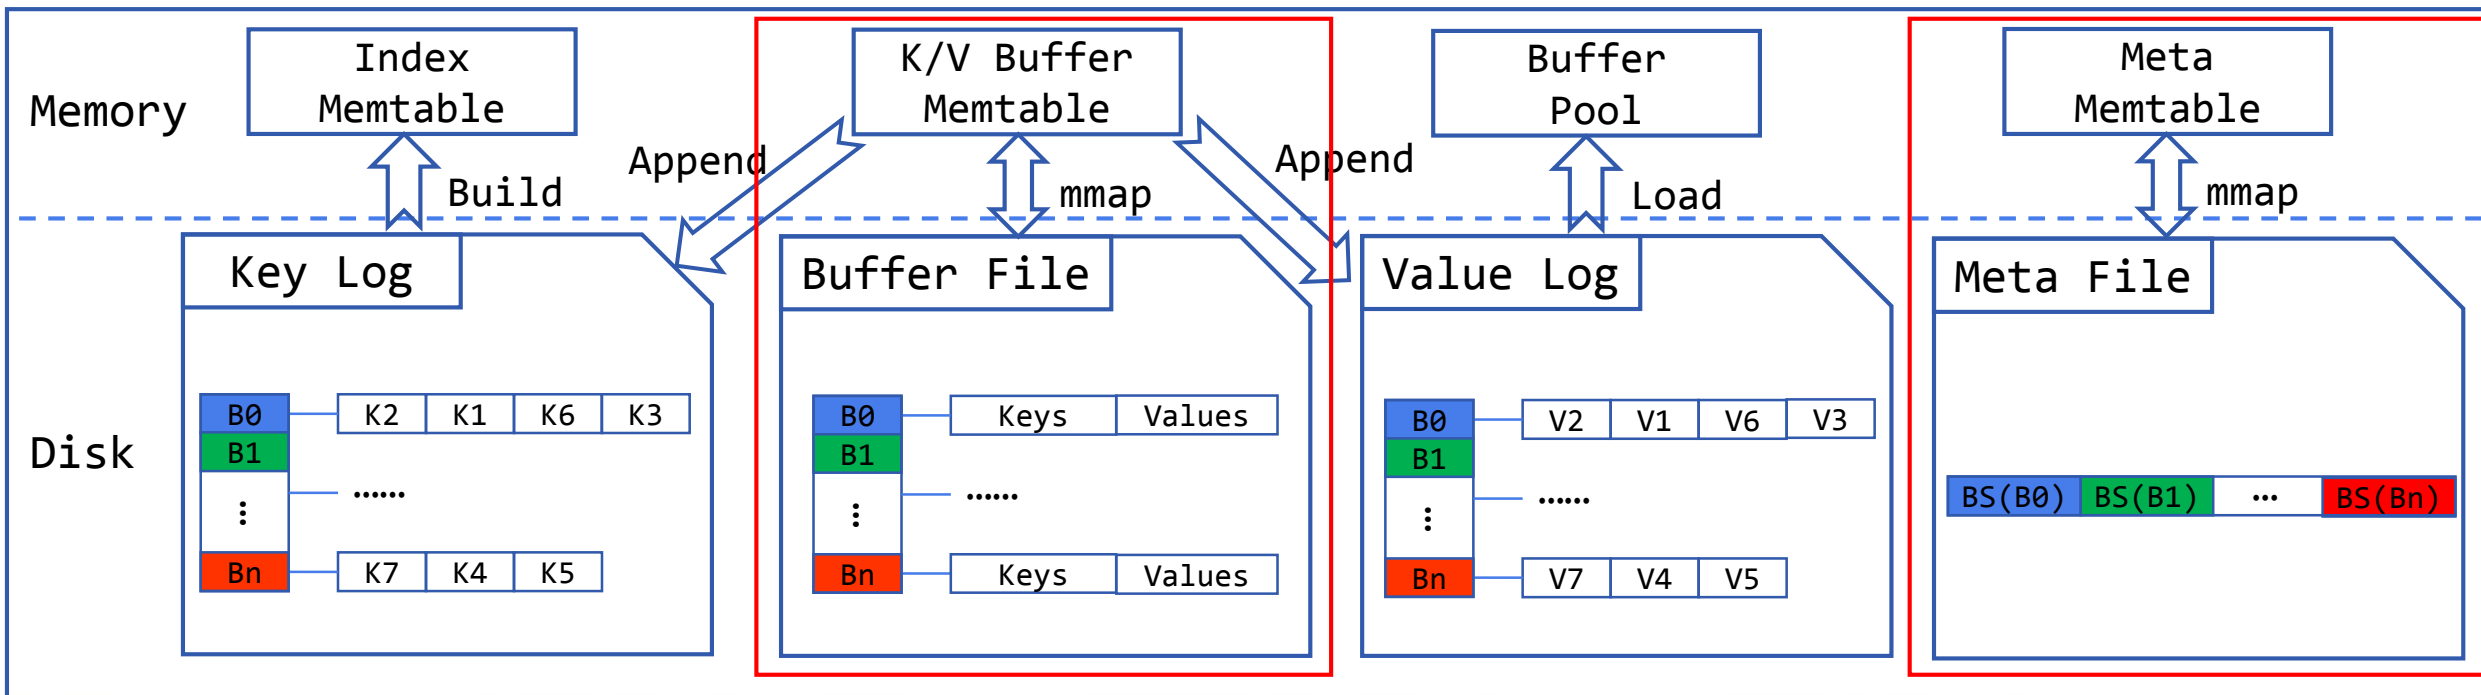 Memory
Index
Memtable
K/V Buffer
Memtable
Buffer
Pool
Meta
Memtable
Build
Append
mmap
Append
Load
mmap
Disk
Key Log
B0 K2 K1 K6 K3
B1
⋮ ······
Bn K7 K4 K5
Buffer File
B0 Keys Values
B1
⋮ ······
Bn Keys Values
Value Log
B0 V2 V1 V6 V3
B1
⋮ ······
Bn V7 V4 V5
Meta File
BS(B0) BS(B1) ··· BS(Bn)